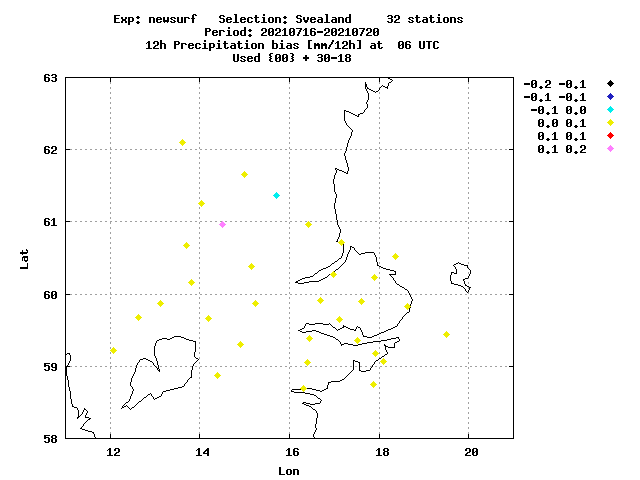 Exp: newsurf Selection: Svealand 32 stations
Period: 20210716-20210720
12h Precipitation bias [mm/12h] at 06 UTC
Used {00} + 30-18
63
62
61
60
59
58
Lat
12 14 16 18 20
Lon
-0.2 -0.1
-0.1 -0.1
-0.1 0.0
0.0 0.1
0.1 0.1
0.1 0.2